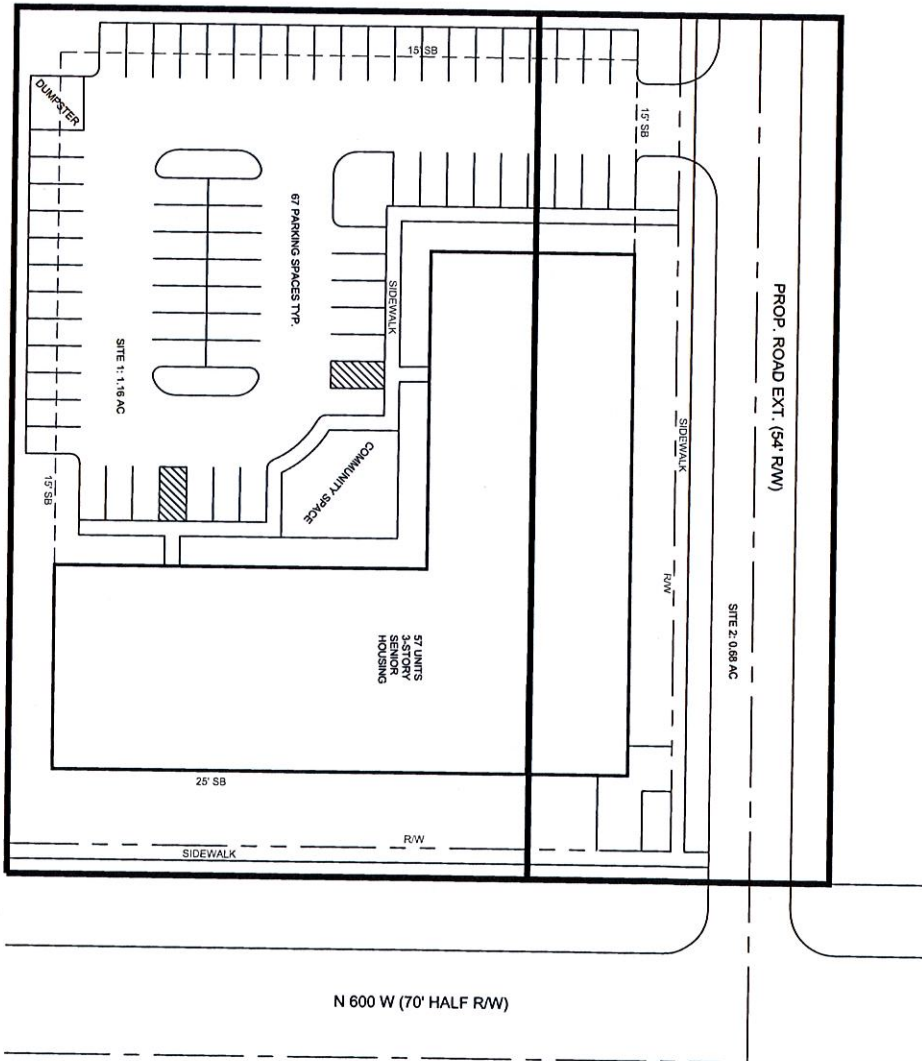 15' SB
DUMPSTER
15' SB
67 PARKING SPACES TYP.
SIDEWALK
PROP. ROAD EXT. (54' R/W)
SITE 1: 1.16 AC
SIDEWALK
COMMUNITY SPACE
15' SB
R/W
SITE 2: 0.68 AC
57 UNITS
3-STORY
SENIOR
HOUSING
25' SB
R/W
SIDEWALK
N 600 W (70' HALF R/W)